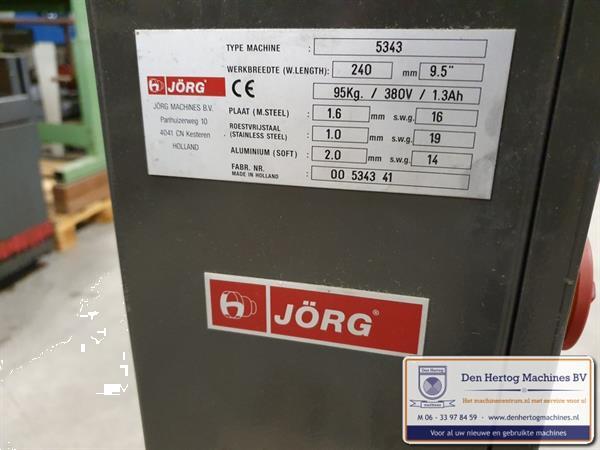 TYPE MACHINE : 5343
WERKBREEDTE (W.LENGTH): 240 mm 9.5"
JÖRG®
CE
95Kg. / 380V / 1.3Ah
JÖRG MACHINES B.V.
Panhuizerweg 10
4041 CN Kesteren
HOLLAND
PLAAT (M.STEEL) : 1.6 mm s.w.g. 16
ROESTVRIJSTAAL
(STAINLESS STEEL) : 1.0 mm s.w.g. 19
ALUMINIUM (SOFT) : 2.0 mm s.w.g. 14
FABR. NR.
MADE IN HOLLAND : 00 5343 41
JÖRG®
Den Hertog Machines BV
Het machinecentrum.nl met service voor u!
M 06 - 33 97 84 59 - www.denhertogmachines.nl
Voor al uw nieuwe en gebruikte machines